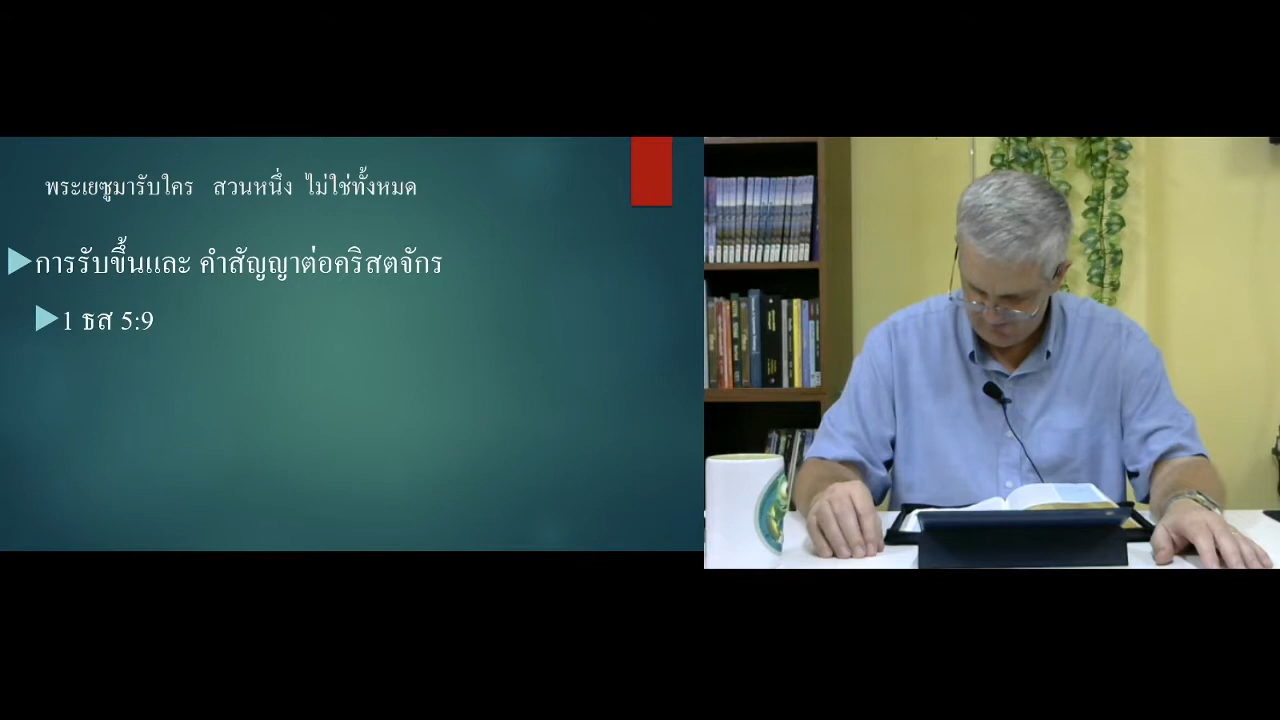 พระเยซูมารับใคร สวนหนึ่ง ไม่ใช่ทั้งหมด
การรับขึ้นและ คำสัญญาต่อคริสตจักร
1 ธส 5:9